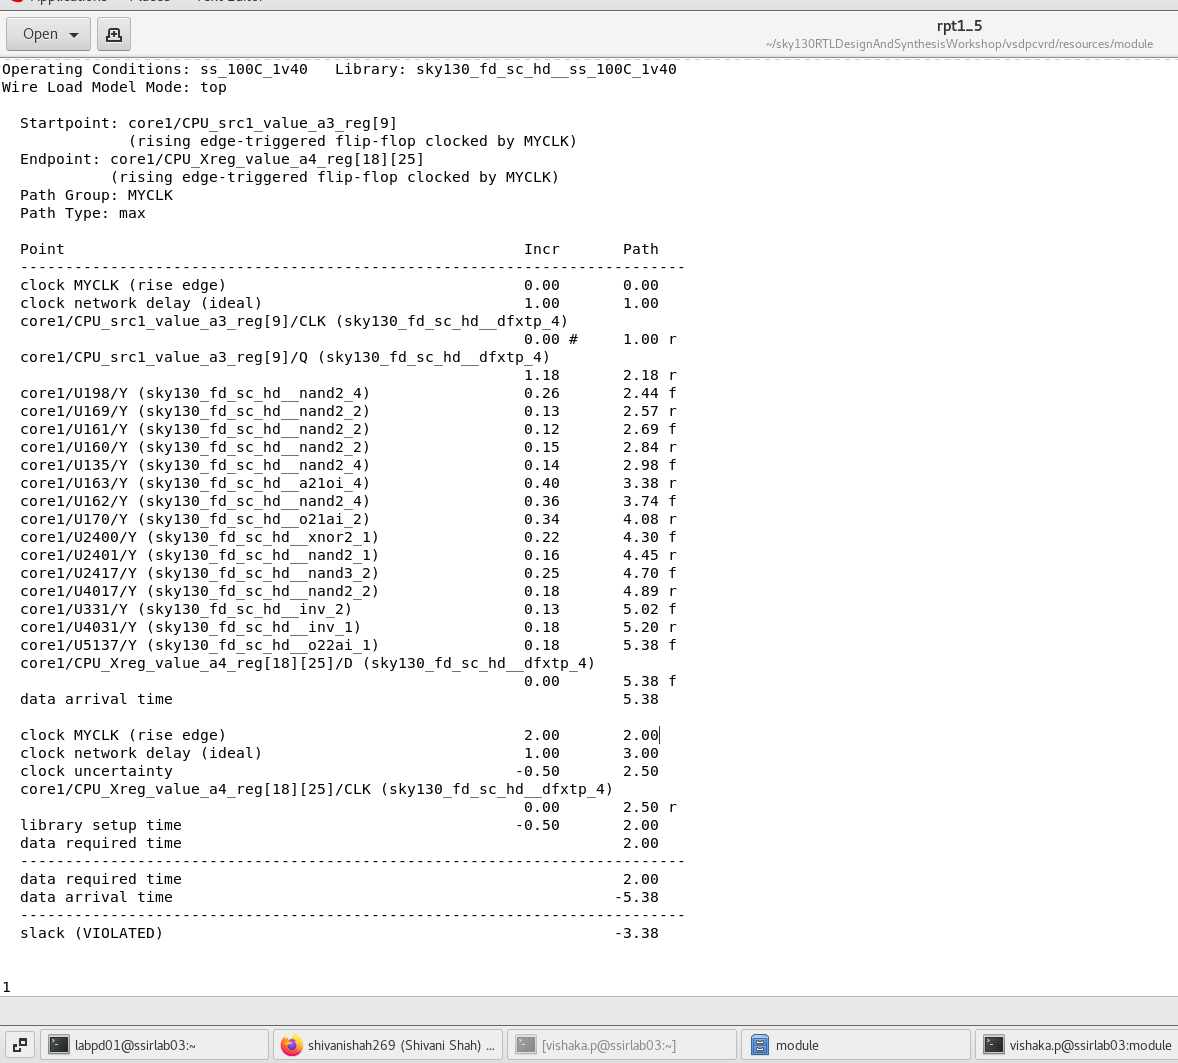 Open
rpt1_5
~/sky130RTLDesignAndSynthesisWorkshop/vsdpcvrd/resources/module
Operating Conditions: ss_100C_1v40   Library: sky130_fd_sc_hd__ss_100C_1v40
Wire Load Model Mode: top
Startpoint: core1/CPU_src1_value_a3_reg[9]
(rising edge-triggered flip-flop clocked by MYCLK)
Endpoint: core1/CPU_Xreg_value_a4_reg[18][25]
(rising edge-triggered flip-flop clocked by MYCLK)
Path Group: MYCLK
Path Type: max
Point Incr Path
---------------------------------------------------------------------------
clock MYCLK (rise edge) 0.00 0.00
clock network delay (ideal) 1.00 1.00
core1/CPU_src1_value_a3_reg[9]/CLK (sky130_fd_sc_hd__dfxtp_4)
0.00 # 1.00 r
core1/CPU_src1_value_a3_reg[9]/Q (sky130_fd_sc_hd__dfxtp_4)
1.18 2.18 r
core1/U198/Y (sky130_fd_sc_hd__nand2_4) 0.26 2.44 f
core1/U169/Y (sky130_fd_sc_hd__nand2_2) 0.13 2.57 r
core1/U161/Y (sky130_fd_sc_hd__nand2_2) 0.12 2.69 f
core1/U160/Y (sky130_fd_sc_hd__nand2_2) 0.15 2.84 r
core1/U135/Y (sky130_fd_sc_hd__nand2_4) 0.14 2.98 f
core1/U163/Y (sky130_fd_sc_hd__a21oi_4) 0.40 3.38 r
core1/U162/Y (sky130_fd_sc_hd__nand2_4) 0.36 3.74 f
core1/U170/Y (sky130_fd_sc_hd__o21ai_2) 0.34 4.08 r
core1/U2400/Y (sky130_fd_sc_hd__xnor2_1) 0.22 4.30 f
core1/U2401/Y (sky130_fd_sc_hd__nand2_1) 0.16 4.45 r
core1/U2417/Y (sky130_fd_sc_hd__nand3_2) 0.25 4.70 f
core1/U4017/Y (sky130_fd_sc_hd__nand2_2) 0.18 4.89 r
core1/U331/Y (sky130_fd_sc_hd__inv_2) 0.13 5.02 f
core1/U4031/Y (sky130_fd_sc_hd__inv_1) 0.18 5.20 r
core1/U5137/Y (sky130_fd_sc_hd__o22ai_1) 0.18 5.38 f
core1/CPU_Xreg_value_a4_reg[18][25]/D (sky130_fd_sc_hd__dfxtp_4)
0.00 5.38 f
data arrival time 5.38
clock MYCLK (rise edge) 2.00 2.00
clock network delay (ideal) 1.00 3.00
clock uncertainty -0.50 2.50
core1/CPU_Xreg_value_a4_reg[18][25]/CLK (sky130_fd_sc_hd__dfxtp_4)
0.00 2.50 r
library setup time -0.50 2.00
data required time 2.00
---------------------------------------------------------------------------
data required time 2.00
data arrival time -5.38
---------------------------------------------------------------------------
slack (VIOLATED) -3.38
1
labpd01@ssirlab03:~
shivanishah269 (Shivani Shah) ...
[vishaka.p@ssirlab03:~]
module
vishaka.p@ssirlab03:module